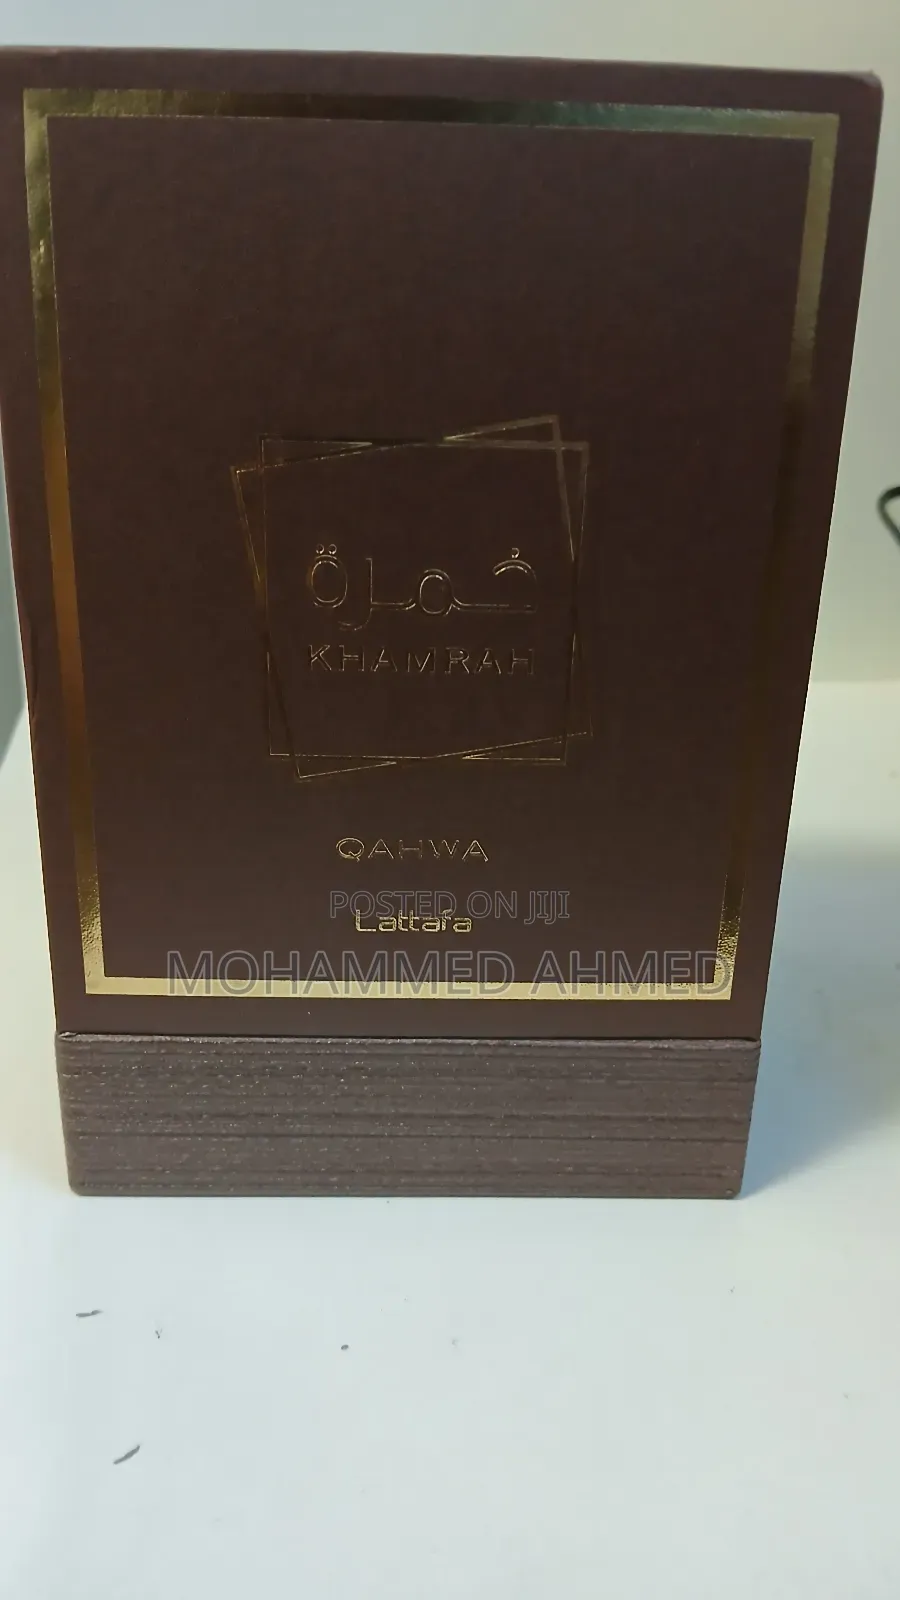 خمرة
KHAMRAH
QAHWA
POSTED ON JIJI
Lattafa
MOHAMMED AHMED